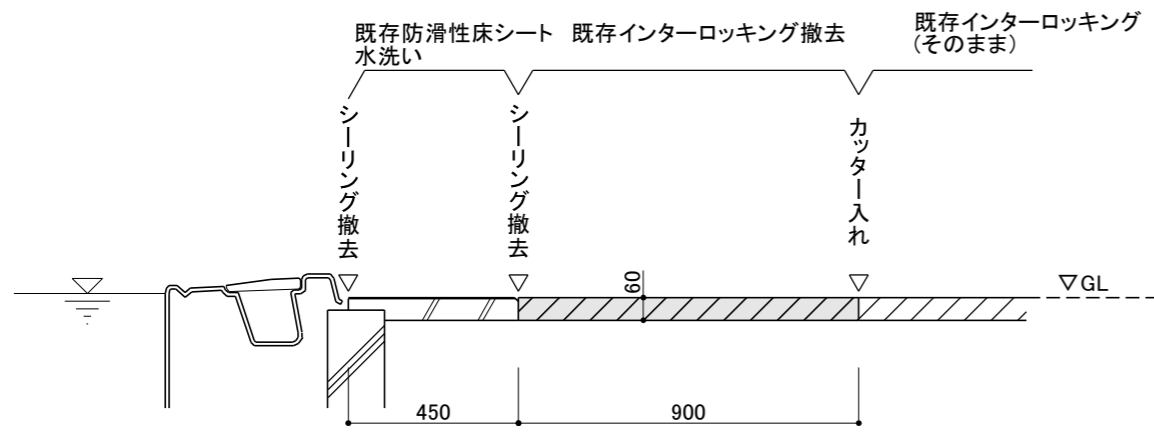 既存防滑性床シート
水洗い
既存インターロッキング撤去
既存インターロッキング
(そのまま)
シーリング撤去
シーリング撤去
カッター入れ
60
▽GL
450
900